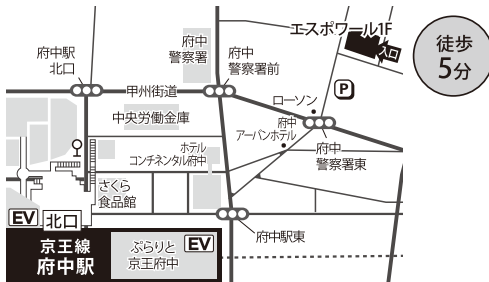 エスポワール1F
入口
徒歩
5分
府中
警察署
府中駅
北口
府中
警察署前
甲州街道
P
ローソン
中央労働金庫
府中
アーバンホテル
府中
警察署東
ホテル
コンチネンタル府中
さくら
食品館
EV
北口
府中駅東
京王線
府中駅
ぷらりと
京王府中
EV